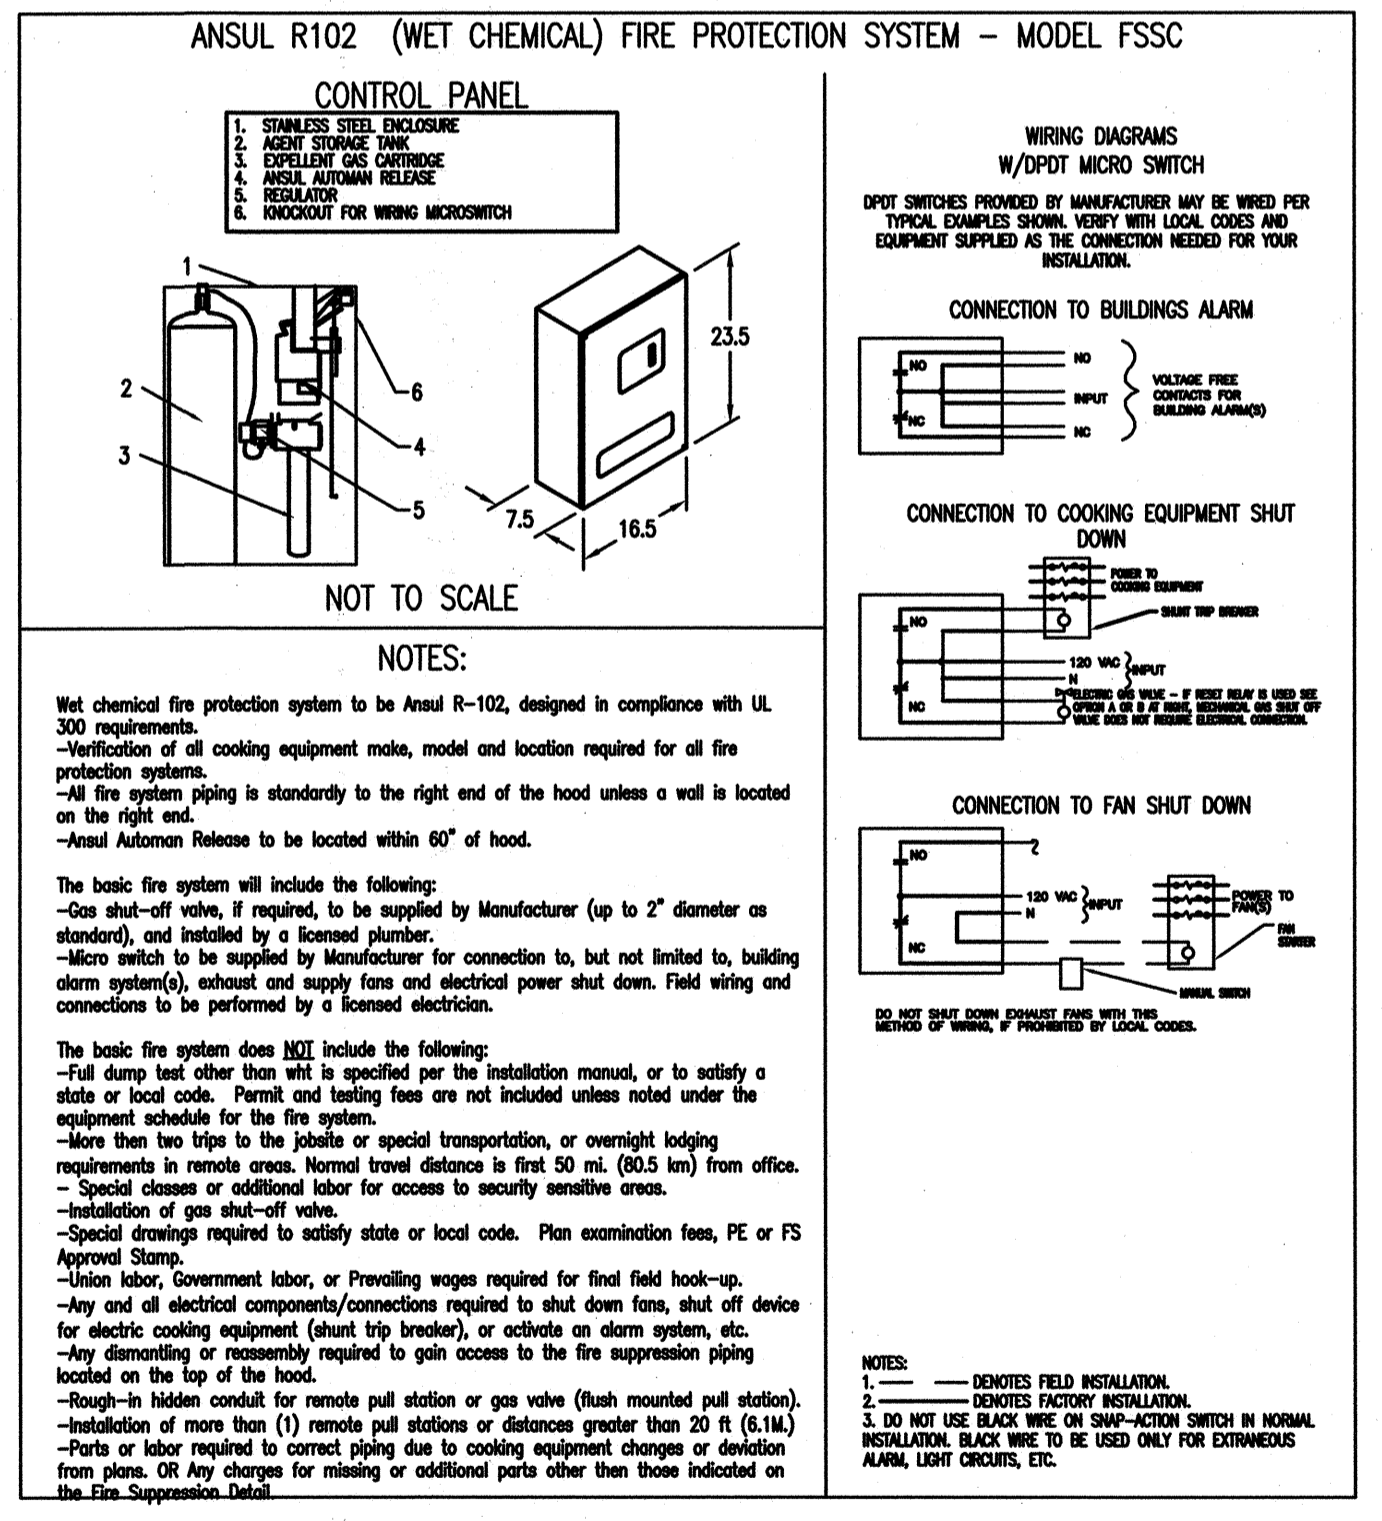 ANSUL R102 (WET CHEMICAL) FIRE PROTECTION SYSTEM – MODEL FSSC
CONTROL PANEL
1. STAINLESS STEEL ENCLOSURE
2. AGENT STORAGE TANK
3. EXPELLENT GAS CARTRIDGE
4. ANSUL AUTOMAN RELEASE
5. REGULATOR
6. KNOCKOUT FOR WIRING MICROSWITCH
1
2
3
6
4
5
23.5
7.5
16.5
NOT TO SCALE
NOTES:
Wet chemical fire protection system to be Ansul R–102, designed in compliance with UL
300 requirements.
–Verification of all cooking equipment make, model and location required for all fire
protection systems.
–All fire system piping is standardly to the right end of the hood unless a wall is located
on the right end.
–Ansul Automan Release to be located within 60" of hood.
The basic fire system will include the following:
–Gas shut–off valve, if required, to be supplied by Manufacturer (up to 2" diameter as
standard), and installed by a licensed plumber.
–Micro switch to be supplied by Manufacturer for connection to, but not limited to, building
alarm system(s), exhaust and supply fans and electrical power shut down. Field wiring and
connections to be performed by a licensed electrician.
The basic fire system does NOT include the following:
–Full dump test other than wht is specified per the installation manual, or to satisfy a
state or local code. Permit and testing fees are not included unless noted under the
equipment schedule for the fire system.
–More then two trips to the jobsite or special transportation, or overnight lodging
requirements in remote areas. Normal travel distance is first 50 mi. (80.5 km) from office.
– Special classes or additional labor for access to security sensitive areas.
–Installation of gas shut–off valve.
–Special drawings required to satisfy state or local code. Plan examination fees, PE or FS
Approval Stamp.
–Union labor, Government labor, or Prevailing wages required for final field hook–up.
–Any and all electrical components/connections required to shut down fans, shut off device
for electric cooking equipment (shunt trip breaker), or activate an alarm system, etc.
–Any dismantling or reassembly required to gain access to the fire suppression piping
located on the top of the hood.
–Rough–in hidden conduit for remote pull station or gas valve (flush mounted pull station).
–Installation of more than (1) remote pull stations or distances greater than 20 ft (6.1M.)
–Parts or labor required to correct piping due to cooking equipment changes or deviation
from plans. OR Any charges for missing or additional parts other then those indicated on
the Fire Suppression Detail
WIRING DIAGRAMS
W/DPDT MICRO SWITCH
DPDT SWITCHES PROVIDED BY MANUFACTURER MAY BE WIRED PER
TYPICAL EXAMPLES SHOWN. VERIFY WITH LOCAL CODES AND
EQUIPMENT SUPPLIED AS THE CONNECTION NEEDED FOR YOUR
INSTALLATION.
CONNECTION TO BUILDINGS ALARM
NO
NC
NO
INPUT
NC
VOLTAGE FREE
CONTACTS FOR
BUILDING ALARM(S)
CONNECTION TO COOKING EQUIPMENT SHUT
DOWN
POWER TO
COOKING EQUIPMENT
SHUNT TRIP BREAKER
NO
NC
120 VAC
N
INPUT
ELECTRIC GAS VALVE – IF RESET RELAY IS USED SEE
OPTION A OR B AT RIGHT, MECHANICAL GAS SHUT OFF
VALVE DOES NOT REQUIRE ELECTRICAL CONNECTION.
CONNECTION TO FAN SHUT DOWN
NO
NC
120 VAC
N
INPUT
POWER TO
FAN(S)
FAN
STARTER
MANUAL SWITCH
DO NOT SHUT DOWN EXHAUST FANS WITH THIS
METHOD OF WIRING, IF PROHIBITED BY LOCAL CODES.
NOTES:
1. — — DENOTES FIELD INSTALLATION.
2. ——— DENOTES FACTORY INSTALLATION.
3. DO NOT USE BLACK WIRE ON SNAP–ACTION SWITCH IN NORMAL
INSTALLATION. BLACK WIRE TO BE USED ONLY FOR EXTRANEOUS
ALARM, LIGHT CIRCUITS, ETC.